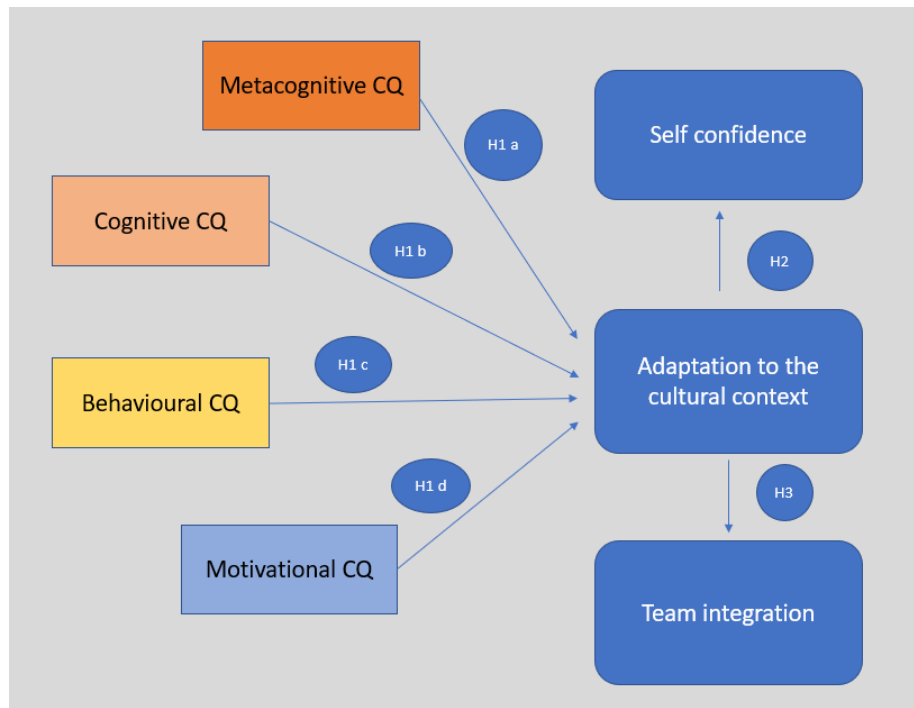 Metacognitive CQ
Self confidence
H1 a
Cognitive CQ
H1 b
H2
H1 c
Adaptation to the
cultural context
Behavioural CQ
H1 d
H3
Motivational CQ
Team integration